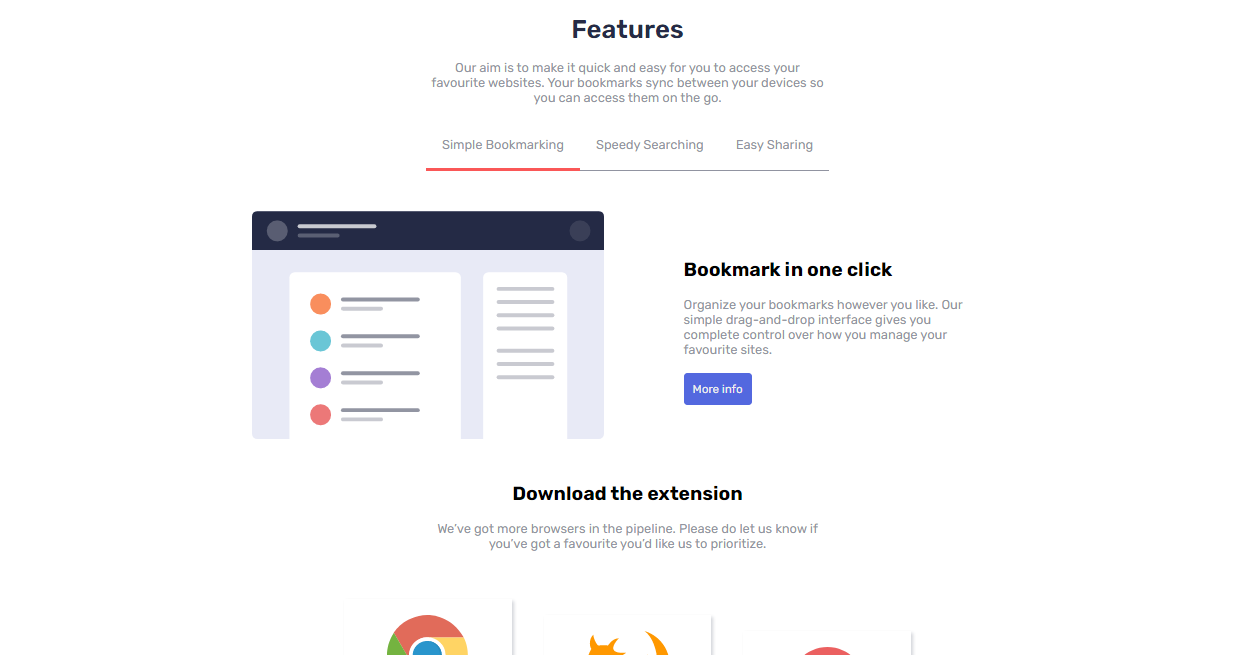 Features
Our aim is to make it quick and easy for you to access your
favourite websites. Your bookmarks sync between your devices so
you can access them on the go.
Simple Bookmarking
Speedy Searching
Easy Sharing
Bookmark in one click
Organize your bookmarks however you like. Our
simple drag-and-drop interface gives you
complete control over how you manage your
favourite sites.
More info
Download the extension
We’ve got more browsers in the pipeline. Please do let us know if
you’ve got a favourite you’d like us to prioritize.